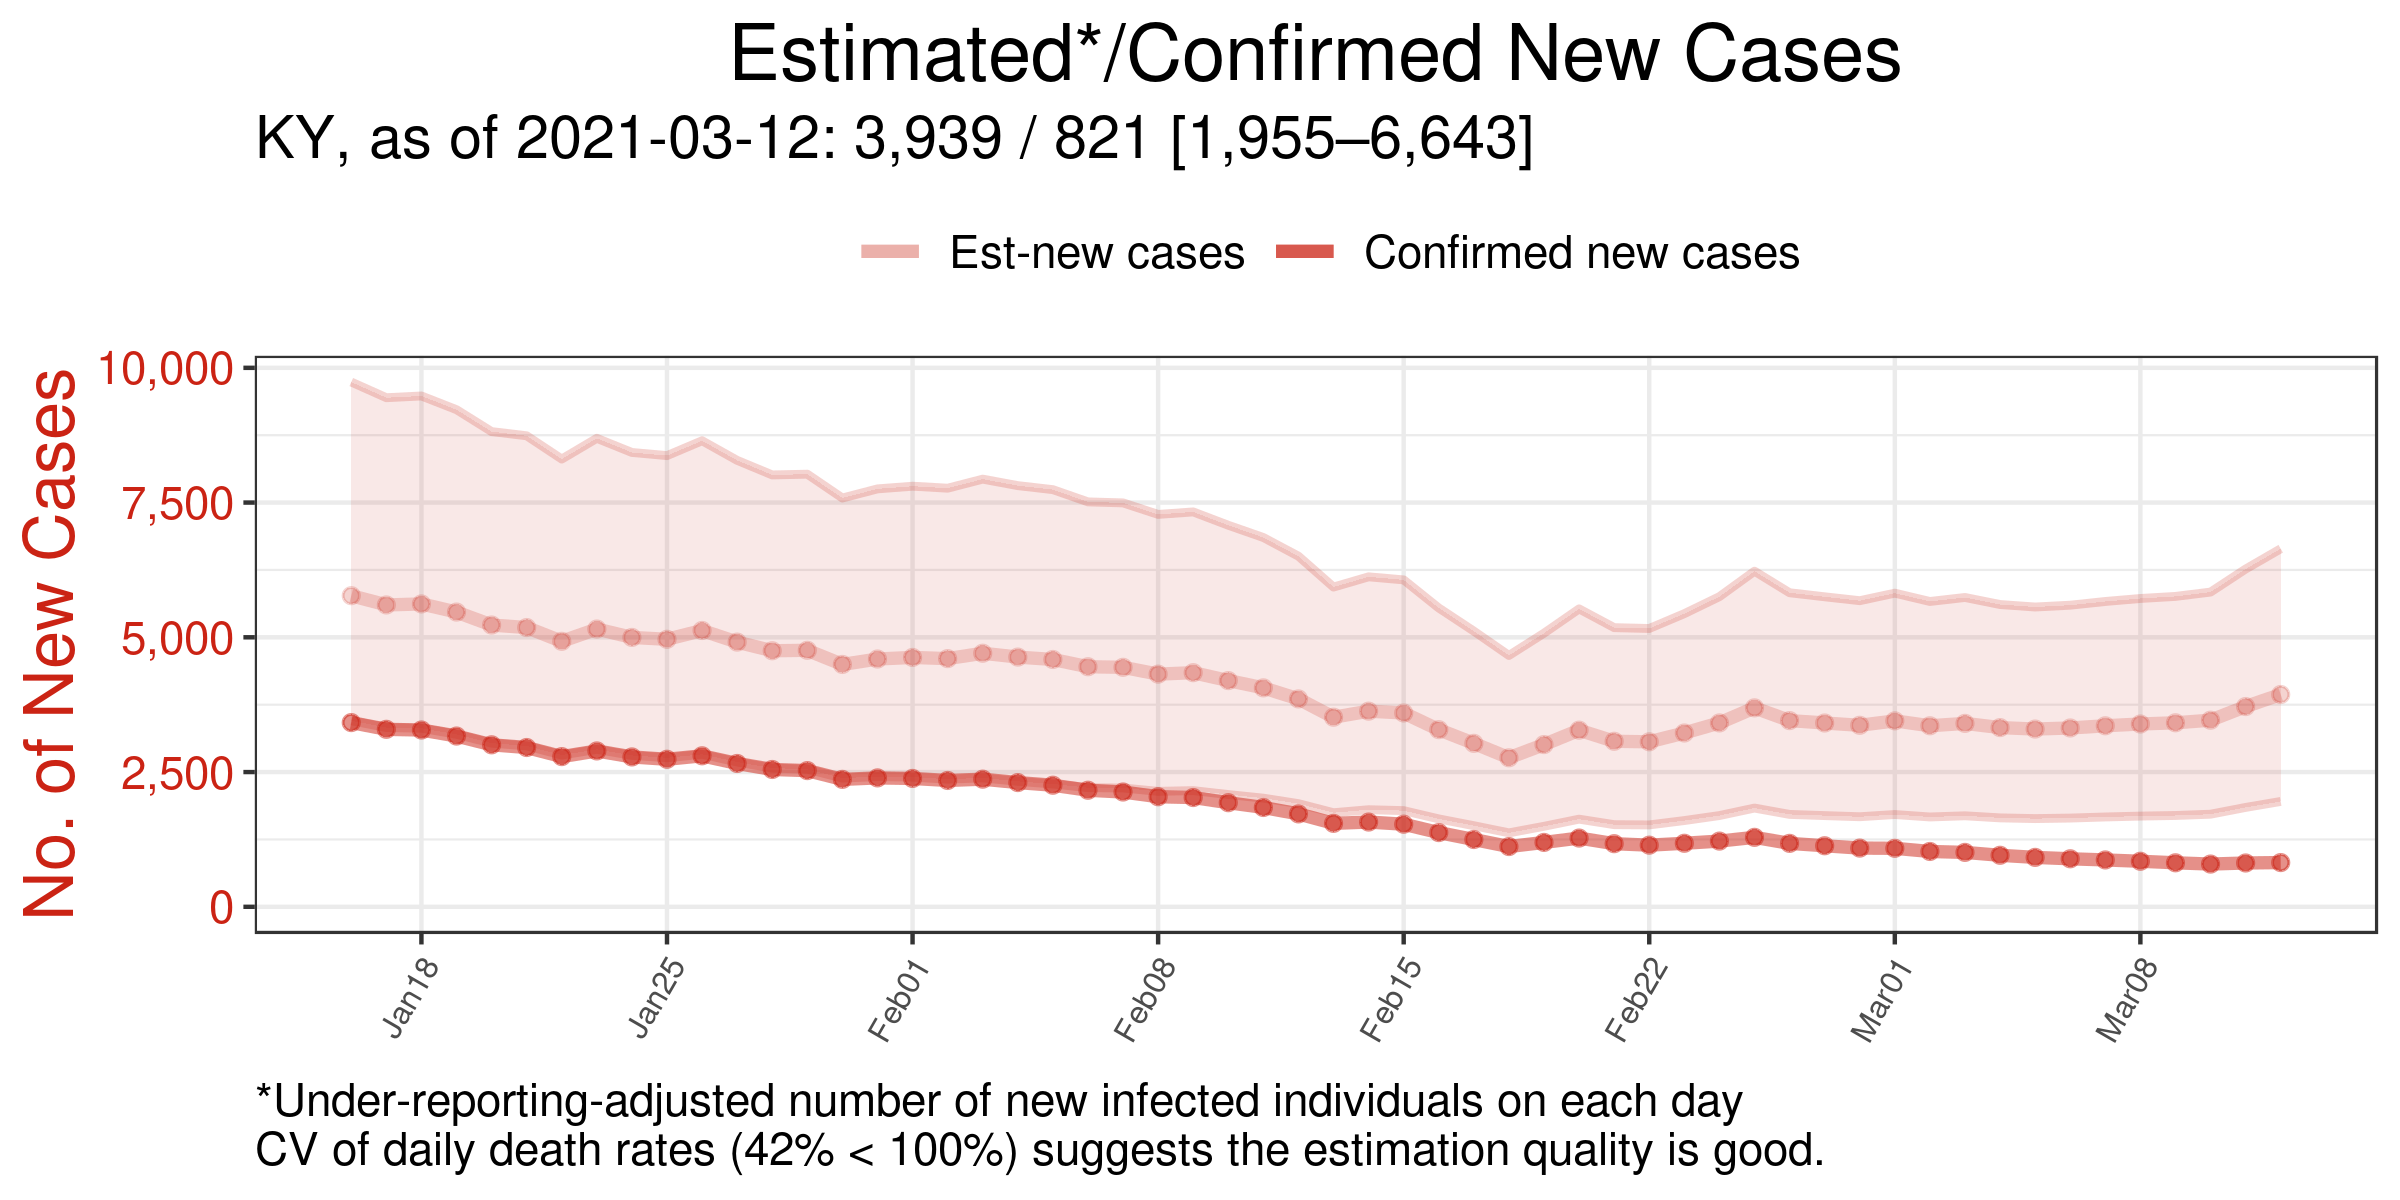 Estimated*/Confirmed New Cases
KY, as of 2021-03-12: 3,939 / 821 [1,955–6,643]
Est-new cases
Confirmed new cases
No. of New Cases
10,000
7,500
5,000
2,500
0
Jan18
Jan25
Feb01
Feb08
Feb15
Feb22
Mar01
Mar08
*Under-reporting-adjusted number of new infected individuals on each day
CV of daily death rates (42% < 100%) suggests the estimation quality is good.